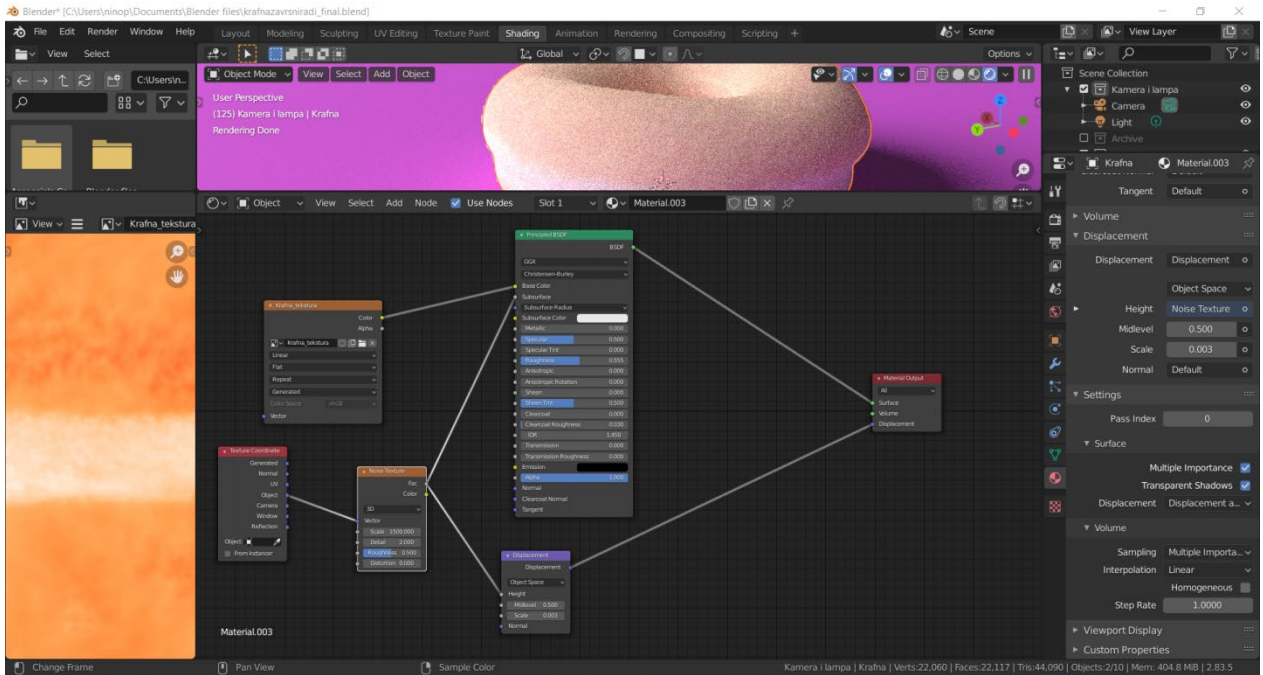 Blender* [C:\Users\ninop\Documents\Blender files\krafnazavrsniradi_final.blend]
File Edit Render Window Help Layout Modeling Sculpting UV Editing Texture Paint Shading Animation Rendering Compositing Scripting + Scene View Layer
View Select Global Options
Object Mode View Select Add Object
C:\Users\n...
User Perspective
(125) Kamera i lampa | Krafna
Rendering Done
Scene Collection
Kamera i lampa
Camera
Light
Archive
Krafna Material.003
Object View Select Add Node Use Nodes Slot 1 Material.003
View Krafna_tekstura
Krafna_tekstura
Color
Alpha
Krafna_tekstura
Linear
Flat
Repeat
Generated
Color Space sRGB
Vector
Texture Coordinate
Generated
Normal
UV
Object
Camera
Window
Reflection
Object:
From Instancer
Noise Texture
Fac
Color
3D
Vector
Scale 1500.000
Detail 2.000
Roughness 0.500
Distortion 0.000
Principled BSDF
BSDF
GGX
Christensen-Burley
Base Color
Subsurface
Subsurface Radius
Subsurface Color
Metallic 0.000
Specular 0.500
Specular Tint 0.000
Roughness 0.555
Anisotropic 0.000
Anisotropic Rotation 0.000
Sheen 0.000
Sheen Tint 0.500
Clearcoat 0.000
Clearcoat Roughness 0.030
IOR 1.450
Transmission 0.000
Transmission Roughness 0.000
Emission
Alpha 1.000
Normal
Clearcoat Normal
Tangent
Displacement
Displacement
Object Space
Height
Midlevel 0.500
Scale 0.003
Normal
Material Output
All
Surface
Volume
Displacement
Material.003
Tangent Default
Volume
Displacement
Displacement Displacement
Object Space
Height Noise Texture
Midlevel 0.500
Scale 0.003
Normal Default
Settings
Pass Index 0
Surface
Multiple Importance
Transparent Shadows
Displacement Displacement a...
Volume
Sampling Multiple Importa...
Interpolation Linear
Homogeneous
Step Rate 1.0000
Viewport Display
Custom Properties
Change Frame Pan View Sample Color Kamera i lampa | Krafna | Verts:22,060 | Faces:22,117 | Tris:44,090 | Objects:2/10 | Mem: 404.8 MiB | 2.83.5